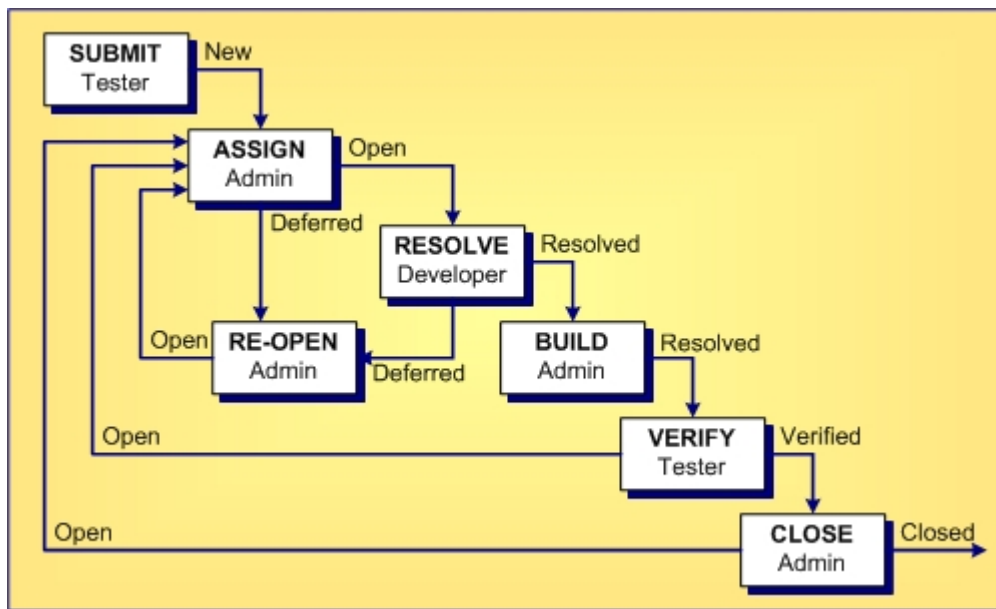 SUBMIT
Tester
New
ASSIGN
Admin
Open
Deferred
RESOLVE
Developer
Resolved
Open
RE-OPEN
Admin
Deferred
BUILD
Admin
Resolved
Open
VERIFY
Tester
Verified
Open
CLOSE
Admin
Closed